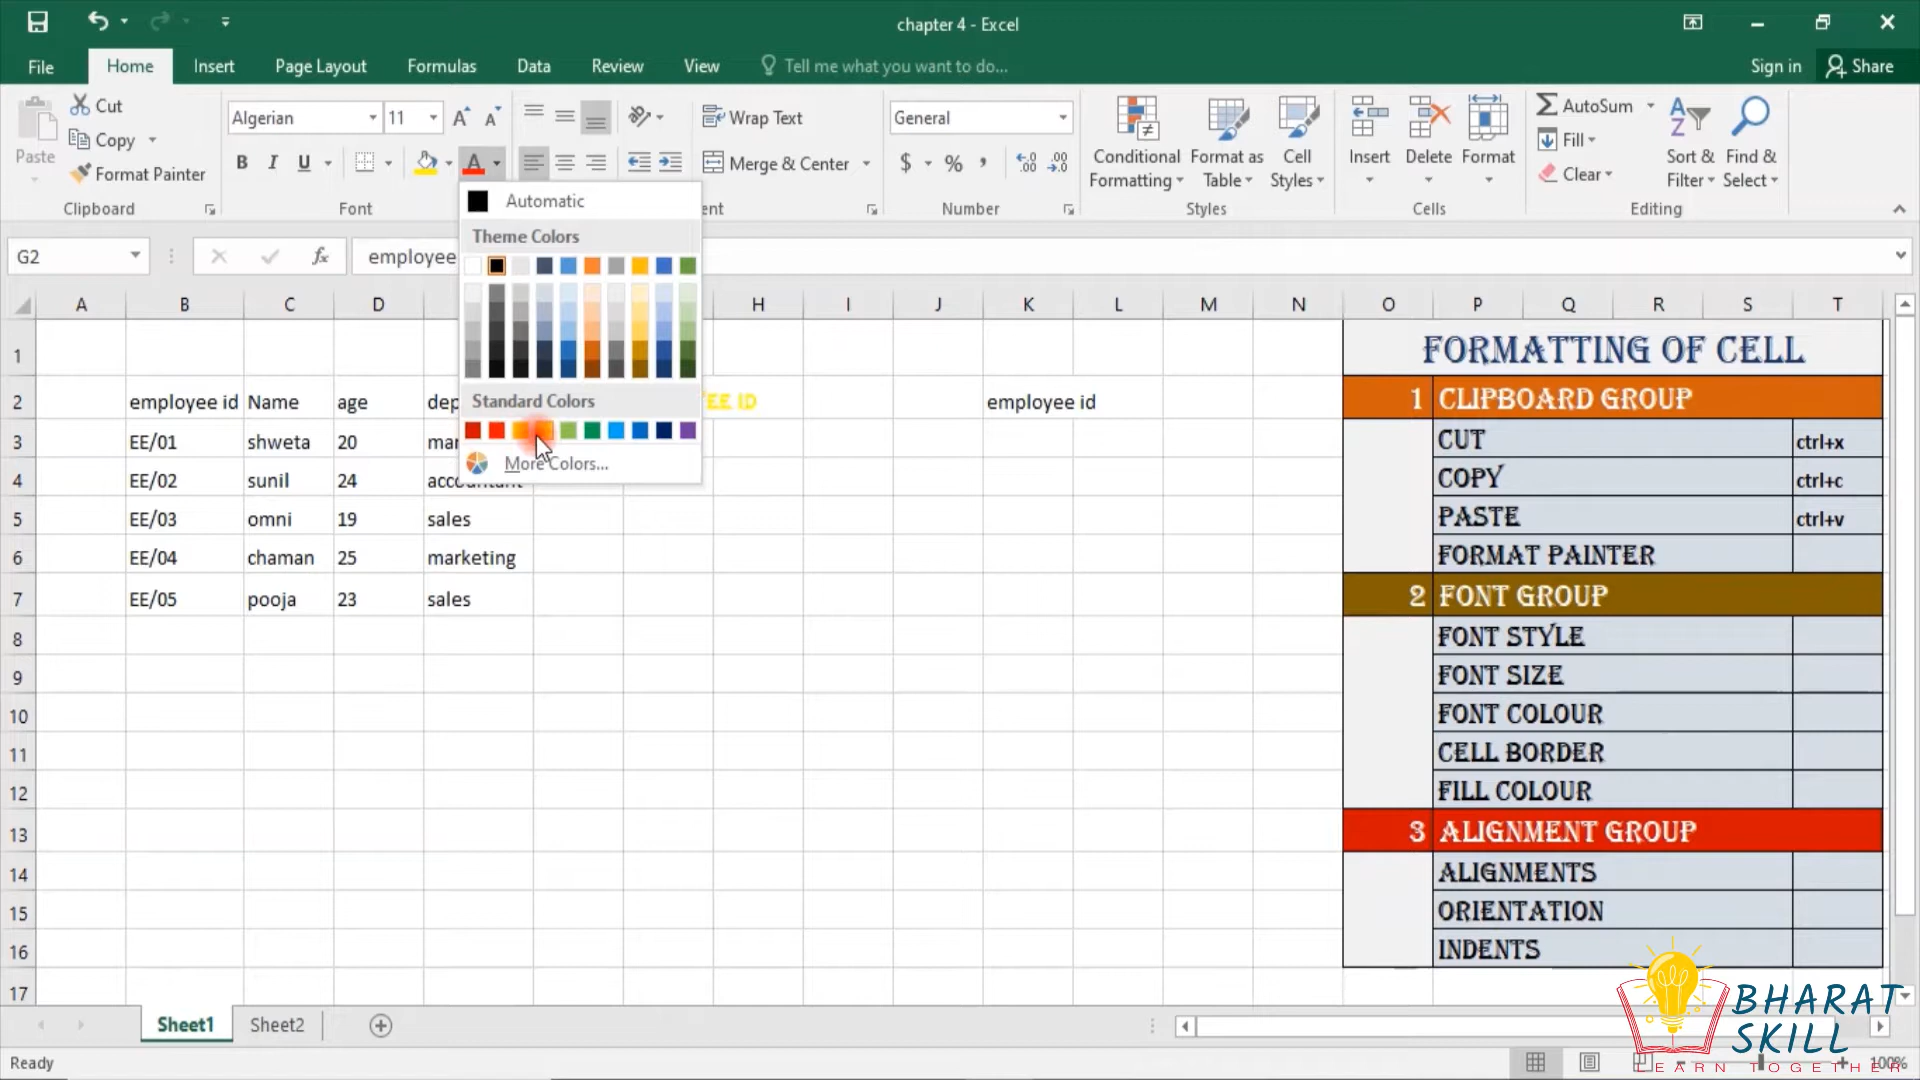 chapter 4 - Excel
File Home Insert Page Layout Formulas Data Review View Tell me what you want to do... Sign in Share
Paste
Cut
Copy
Format Painter
Clipboard
Algerian 11
B I U
Font
Wrap Text
Merge & Center
General
$ % ,
Number
Conditional Formatting
Format as Table
Cell Styles
Styles
Insert Delete Format
Cells
AutoSum
Fill
Clear
Sort & Filter
Find & Select
Editing
Automatic
Theme Colors
Standard Colors
More Colors...
G2 fx employee
A B C D H I J K L M N O P Q R S T
1 FORMATTING OF CELL
2 employee id Name age dep EE ID employee id 1 CLIPBOARD GROUP
3 EE/01 shweta 20 mar CUT ctrl+x
4 EE/02 sunil 24 accountant COPY ctrl+c
5 EE/03 omni 19 sales PASTE ctrl+v
6 EE/04 chaman 25 marketing FORMAT PAINTER
7 EE/05 pooja 23 sales 2 FONT GROUP
8 FONT STYLE
9 FONT SIZE
10 FONT COLOUR
11 CELL BORDER
12 FILL COLOUR
13 3 ALIGNMENT GROUP
14 ALIGNMENTS
15 ORIENTATION
16 INDENTS
17
Sheet1 Sheet2
BHARAT
SKILL
LEARN TOGETHER
Ready 100%